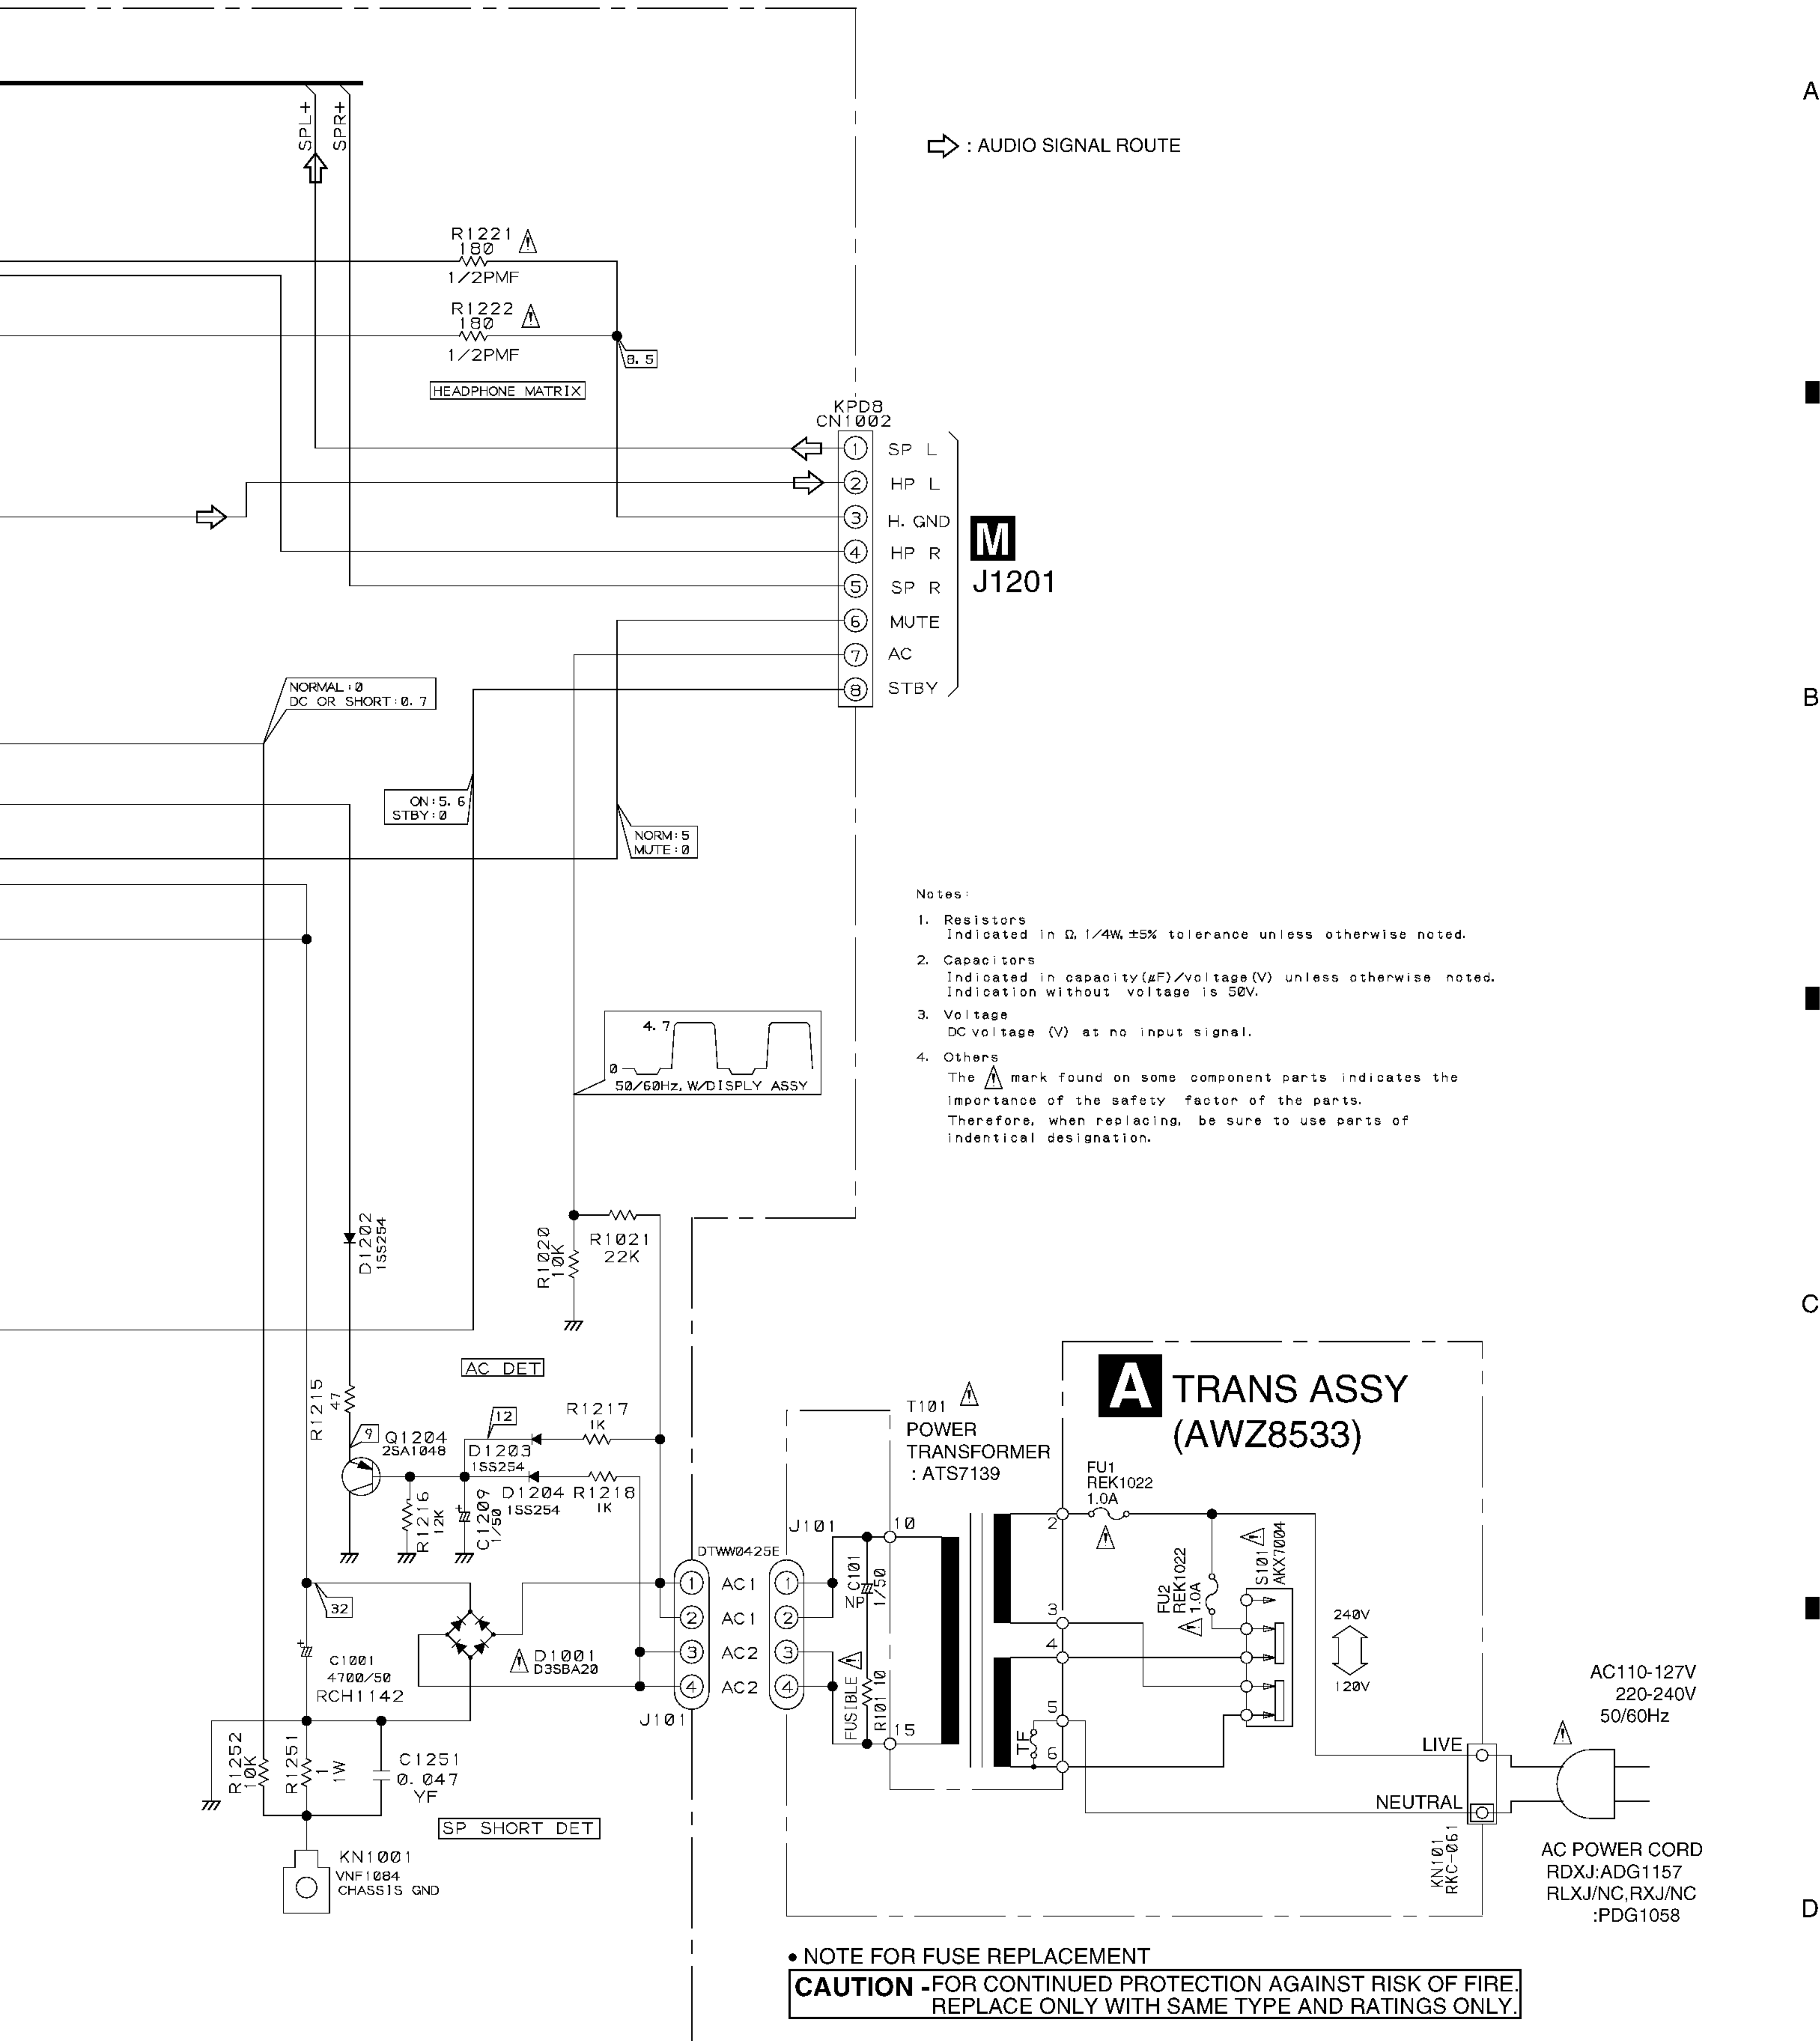 A
SPL+
SPR+
: AUDIO SIGNAL ROUTE
R1221
180
1/2PMF
R1222
180
1/2PMF
8.5
HEADPHONE MATRIX
KPD8
CN1002
1 SP L
2 HP L
3 H. GND
4 HP R
5 SP R
6 MUTE
7 AC
8 STBY
M
J1201
B
NORMAL:0
DC OR SHORT:0.7
ON:5.6
STBY:0
NORM:5
MUTE:0
Notes:
1. Resistors
Indicated in Ω, 1/4W, ±5% tolerance unless otherwise noted.
2. Capacitors
Indicated in capacity(μF)/voltage(V) unless otherwise noted.
Indication without voltage is 50V.
3. Voltage
DC voltage (V) at no input signal.
4. Others
The ⚠ mark found on some component parts indicates the
importance of the safety factor of the parts.
Therefore, when replacing, be sure to use parts of
indentical designation.
4.7
0
50/60Hz, W/DISPLY ASSY
D1202
1SS254
R1020
10K
R1021
22K
C
AC DET
R1215
47
9
Q1204
2SA1048
12
R1217
1K
D1203
1SS254
D1204
1SS254
R1218
1K
R1216
12K
C1209
1/50
T101
POWER
TRANSFORMER
: ATS7139
A TRANS ASSY
(AWZ8533)
FU1
REK1022
1.0A
FU2
REK1022
1.0A
S101
AKX7004
DTWW0425E
J101
1 AC1 1
2 AC1 2
3 AC2 3
4 AC2 4
J101
C101
1/50
NP
FUSIBLE
R101 10
10
15
2
3
4
5
6
TF
240V
120V
32
C1001
4700/50
RCH1142
D1001
D3SBA20
R1252
10K
R1251
1
1W
C1251
0.047
YF
SP SHORT DET
KN1001
VNF1084
CHASSIS GND
AC110-127V
220-240V
50/60Hz
LIVE
NEUTRAL
KN101
RKC-061
AC POWER CORD
RDXJ:ADG1157
RLXJ/NC,RXJ/NC
:PDG1058
D
• NOTE FOR FUSE REPLACEMENT
CAUTION -FOR CONTINUED PROTECTION AGAINST RISK OF FIRE.
REPLACE ONLY WITH SAME TYPE AND RATINGS ONLY.